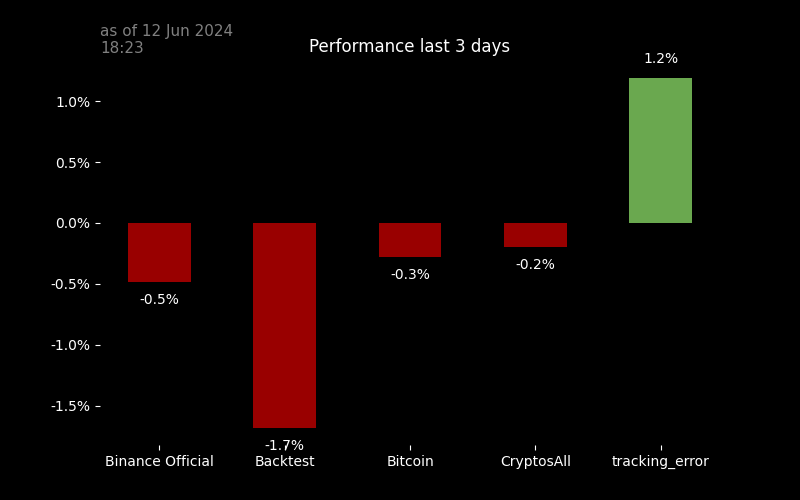 as of 12 Jun 2024
18:23
Performance last 3 days
1.2%
1.0%
0.5%
0.0%
-0.5%
-1.0%
-1.5%
-0.5%
-1.7%
-0.3%
-0.2%
Binance Official
Backtest
Bitcoin
CryptosAll
tracking_error